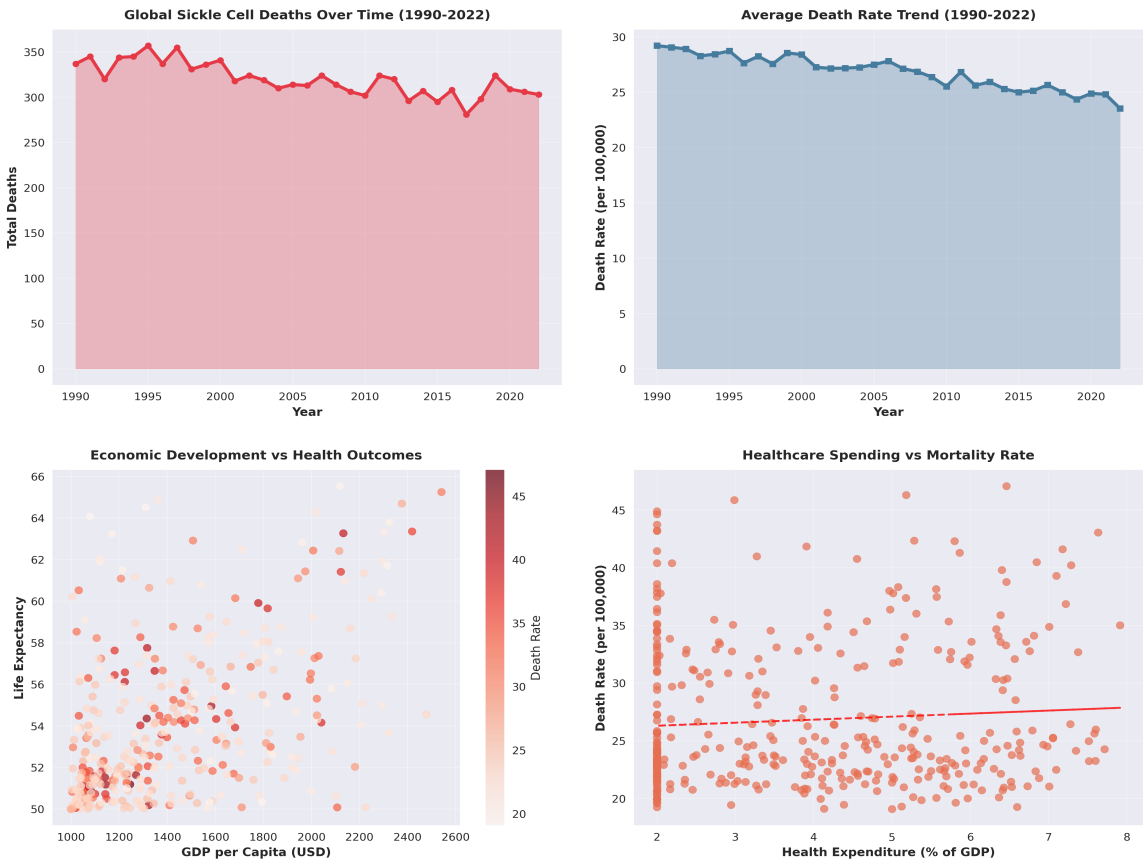 Global Sickle Cell Deaths Over Time (1990-2022)
350
300
250
200
150
100
50
0
Total Deaths
1990 1995 2000 2005 2010 2015 2020
Year
Average Death Rate Trend (1990-2022)
30
25
20
15
10
5
0
Death Rate (per 100,000)
1990 1995 2000 2005 2010 2015 2020
Year
Economic Development vs Health Outcomes
66
64
62
60
58
56
54
52
50
Life Expectancy
1000 1200 1400 1600 1800 2000 2200 2400 2600
GDP per Capita (USD)
45
40
35
30
25
20
Death Rate
Healthcare Spending vs Mortality Rate
45
40
35
30
25
20
Death Rate (per 100,000)
2 3 4 5 6 7 8
Health Expenditure (% of GDP)